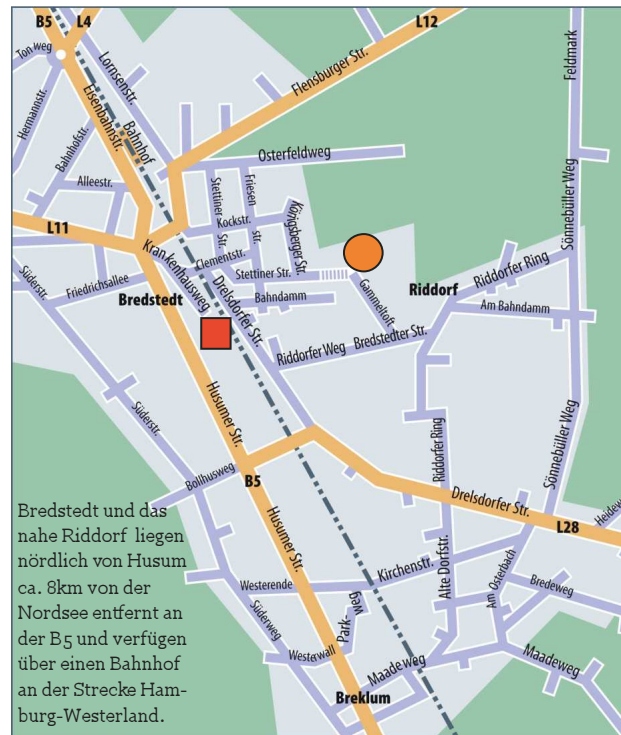 B5
L4
L12
Tonweg
Lornsenstr.
Flensburger Str.
Feldmark
Hermannstr.
Eisenbahnstr.
Bahnhof
Bahnhofstr.
Osterfeldweg
Alleestr.
Stettiner Str.
Friesen str.
Königsberger Str.
Sönnebüller Weg
L11
Kockstr.
Krankenhausweg
Clementstr.
Stettiner Str.
Süderstr.
Friedrichsallee
Drelsdorfer Str.
Gammeltoft
Riddorf
Riddorfer Ring
Bredstedt
Bahndamm
Am Bahndamm
Riddorfer Weg
Bredstedter Str.
Husumer Str.
Süderstr.
Riddorfer Ring
Sönnebüller Weg
Bollhusweg
B5
Drelsdorfer Str.
L28
Heidew
Husumer Str.
Bredstedt und das
nahe Riddorf liegen
nördlich von Husum
ca. 8km von der
Nordsee entfernt an
der B5 und verfügen
über einen Bahnhof
an der Strecke Ham-
burg-Westerland.
Westerende
Kirchenstr.
Alte Dorfstr.
Am Osterbach
Bredeweg
Süderweg
Park-
weg
Westerwall
Maadeweg
Maadeweg
Breklum